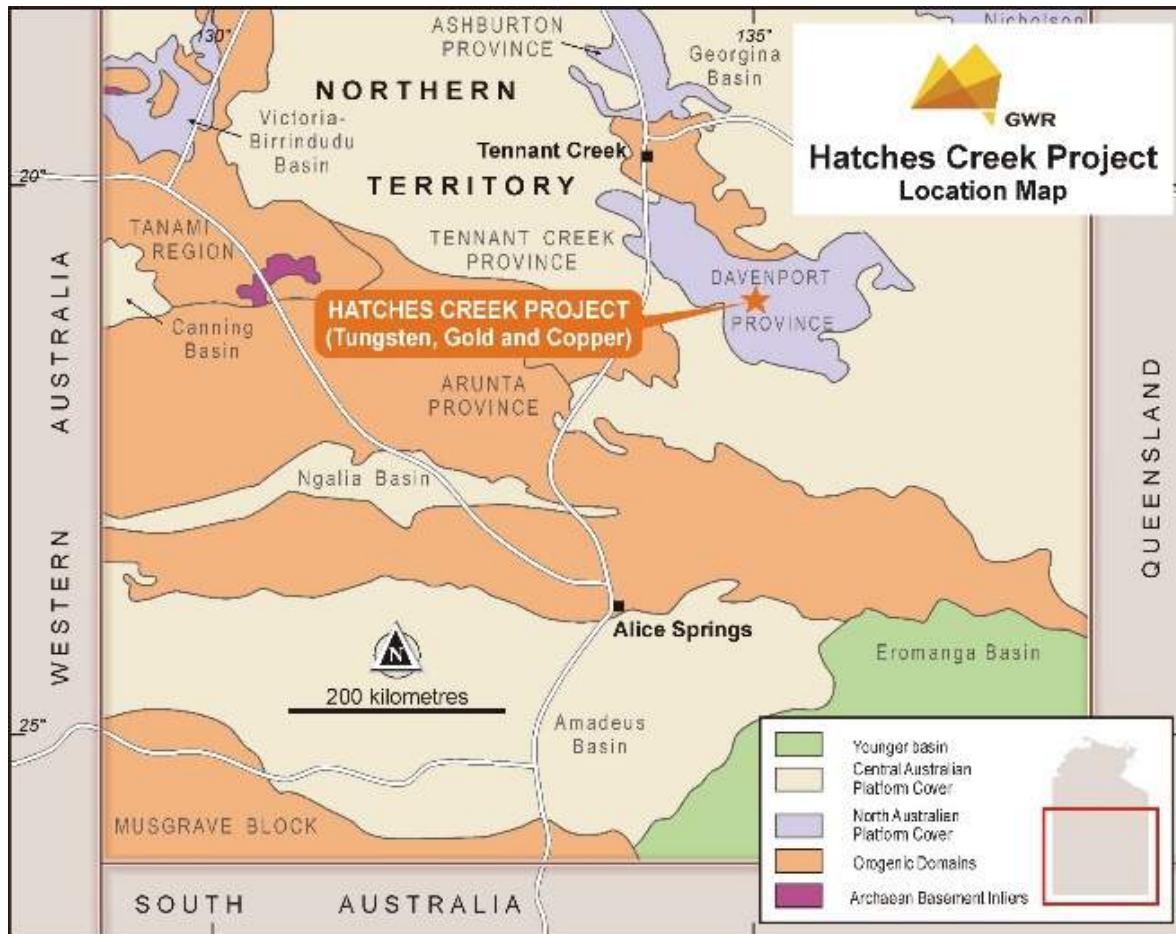 130°
135°
ASHBURTON
PROVINCE
Nicholson
Georgina
Basin
NORTHERN
TERRITORY
Victoria-
Birrindudu
Basin
Tennant Creek
GWR
Hatches Creek Project
Location Map
20°
TANAMI
REGION
TENNANT CREEK
PROVINCE
DAVENPORT
PROVINCE
HATCHES CREEK PROJECT
(Tungsten, Gold and Copper)
Canning
Basin
ARUNTA
PROVINCE
Ngalia Basin
WESTERN AUSTRALIA
QUEENSLAND
Alice Springs
Eromanga Basin
N
200 kilometres
Amadeus
Basin
25°
MUSGRAVE BLOCK
SOUTH AUSTRALIA
Younger basin
Central Australian
Platform Cover
North Australian
Platform Cover
Orogenic Domains
Archaean Basement Inliers